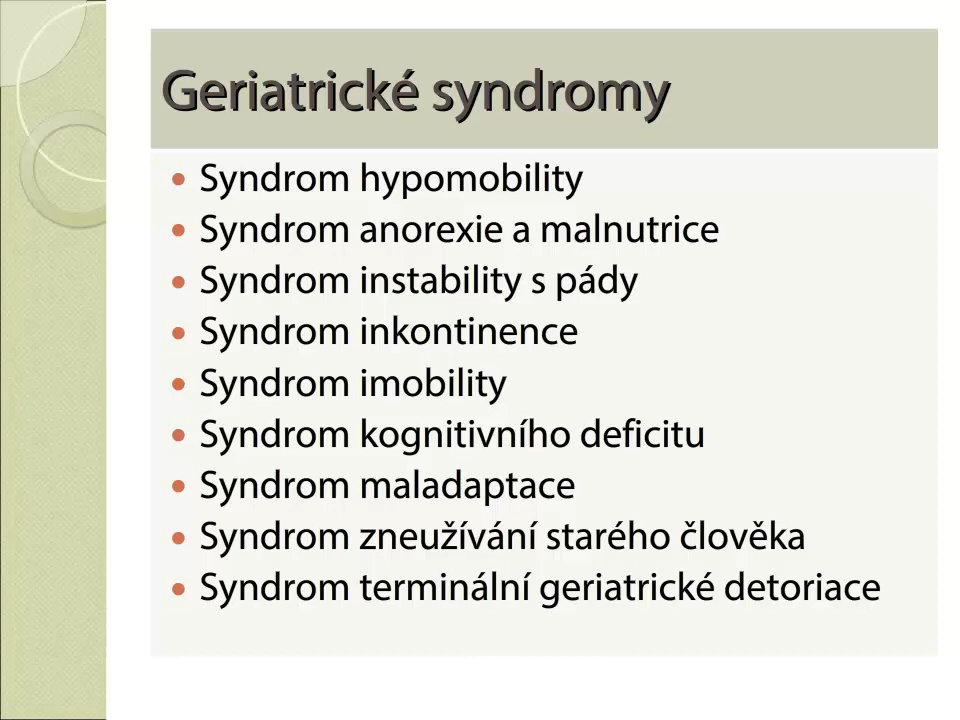 Geriatrické syndromy
Syndrom hypomobility
Syndrom anorexie a malnutrice
Syndrom instability s pády
Syndrom inkontinence
Syndrom imobility
Syndrom kognitivního deficitu
Syndrom maladaptace
Syndrom zneužívání starého člověka
Syndrom terminální geriatrické detoriace